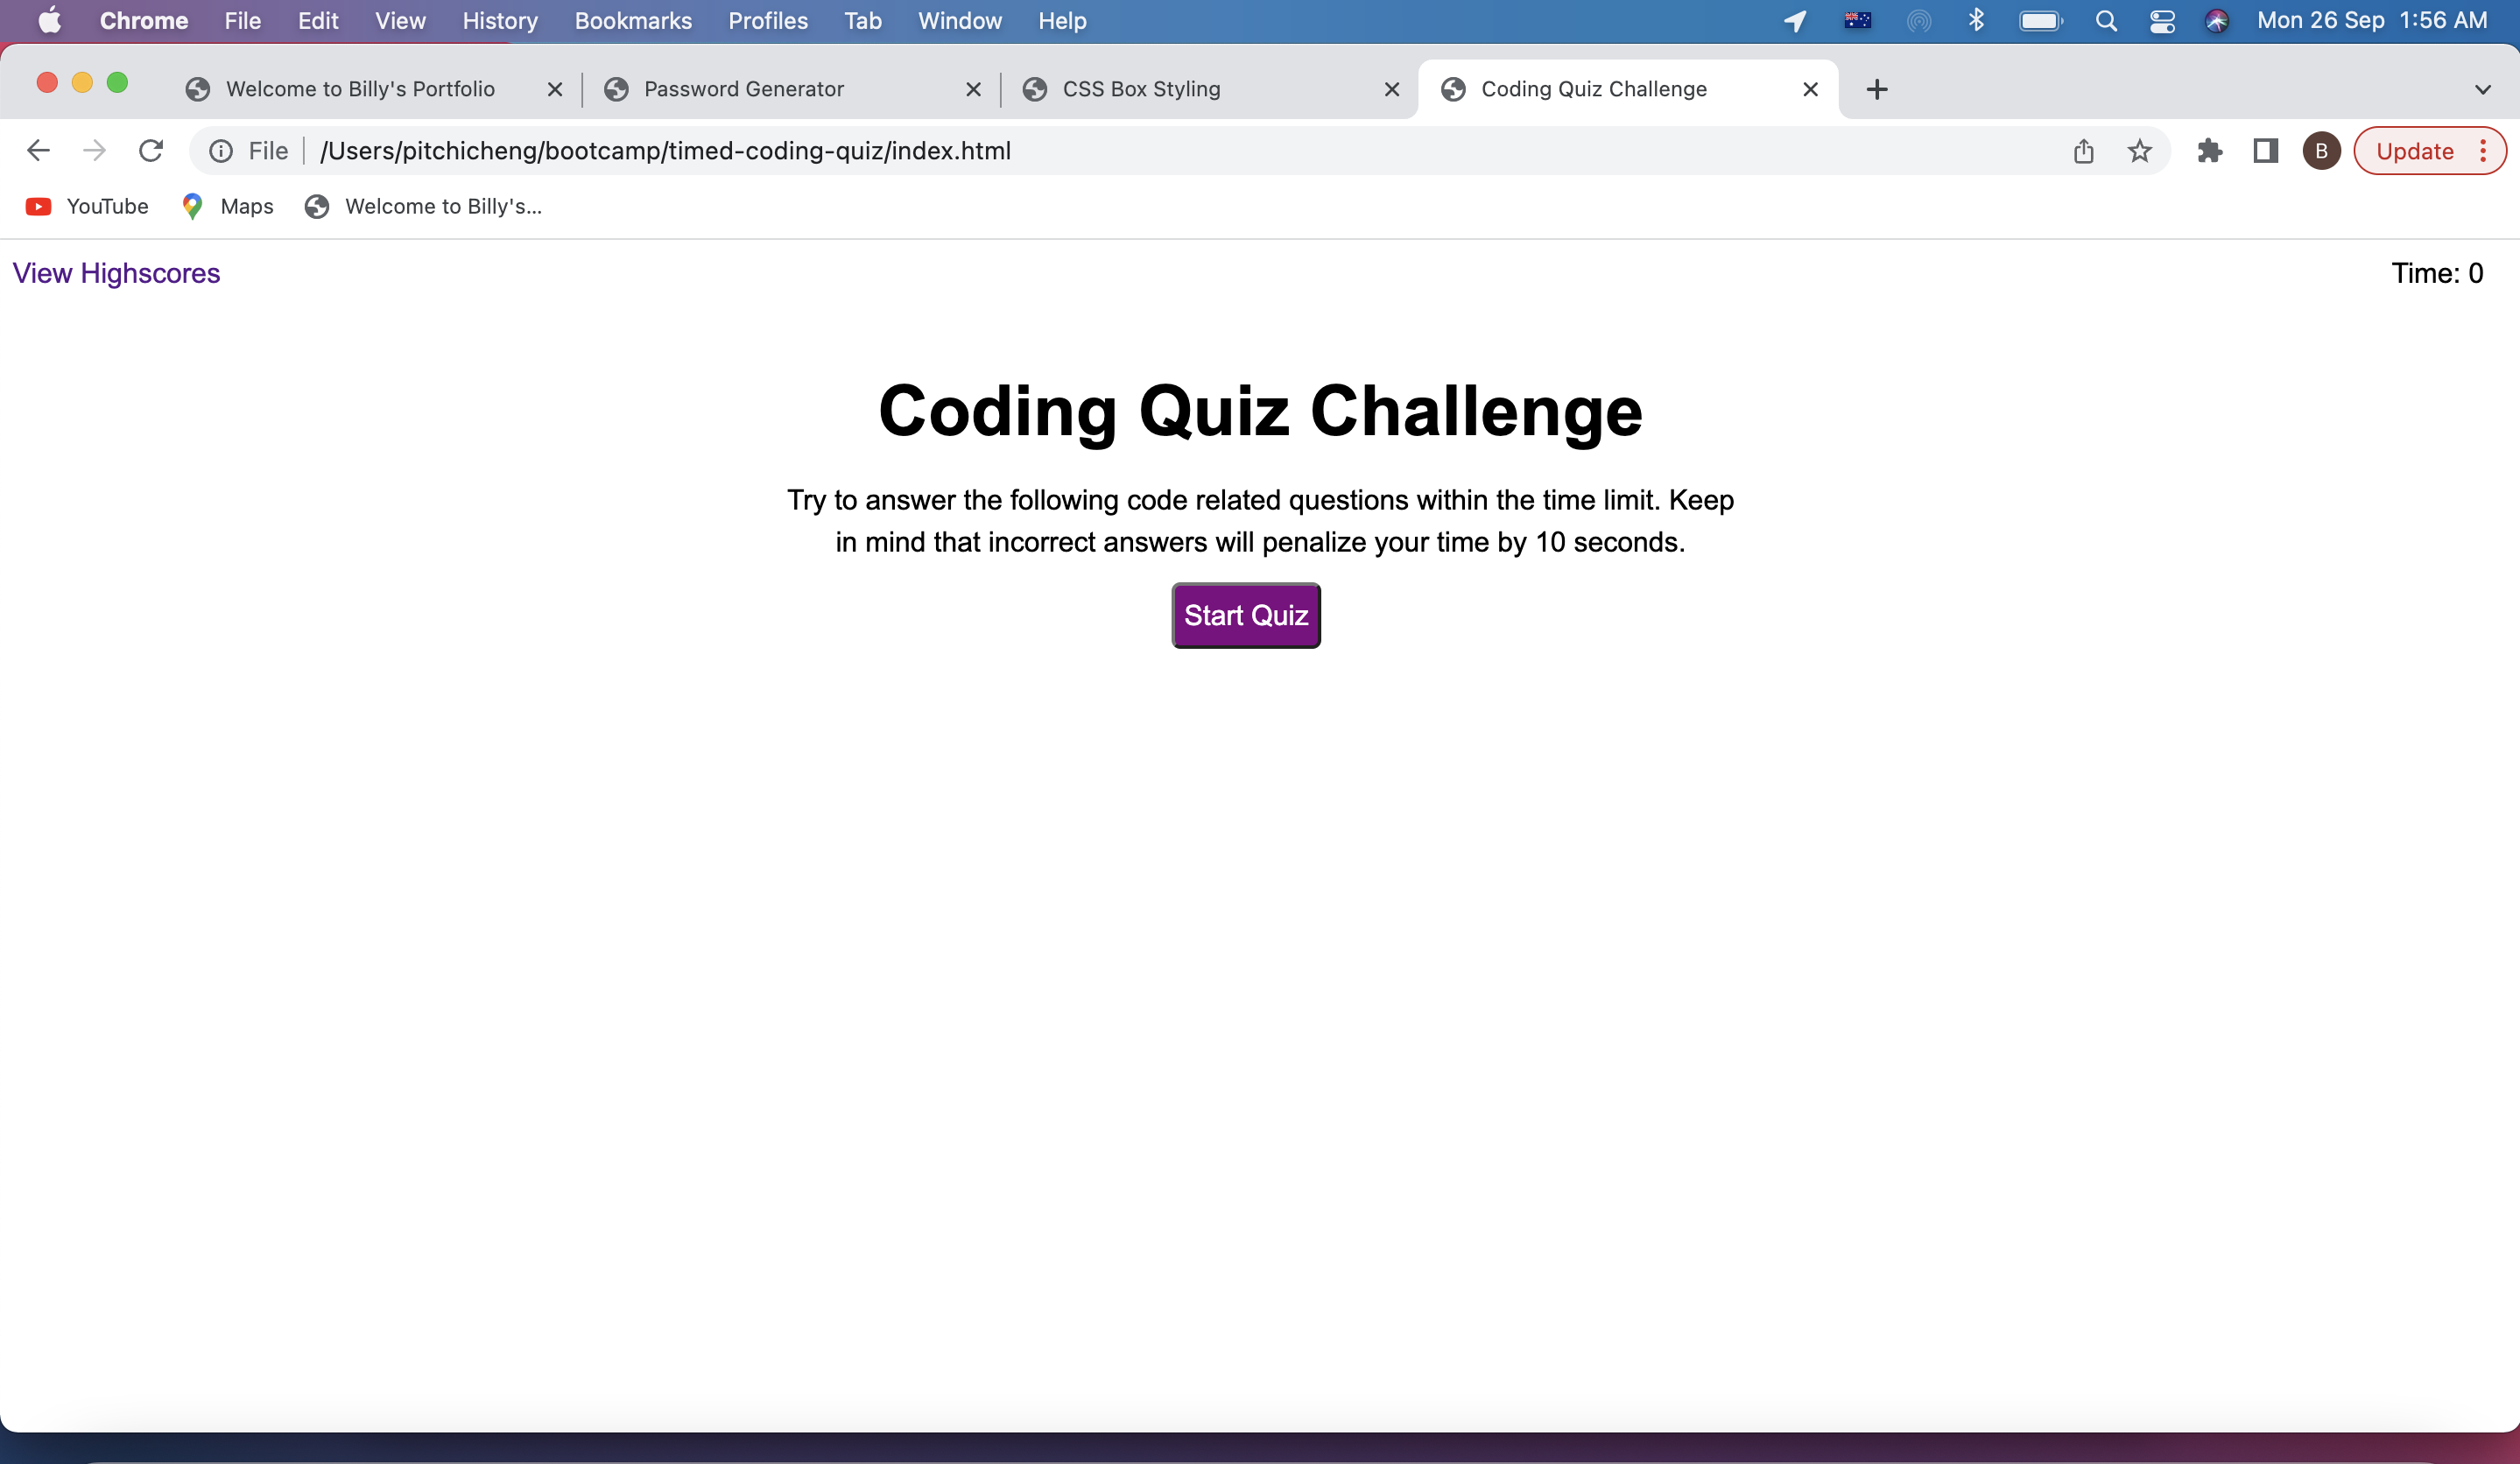 Chrome File Edit View History Bookmarks Profiles Tab Window Help Mon 26 Sep 1:56 AM
Welcome to Billy's Portfolio Password Generator CSS Box Styling Coding Quiz Challenge
File /Users/pitchicheng/bootcamp/timed-coding-quiz/index.html B Update
YouTube Maps Welcome to Billy's...
View Highscores Time: 0
Coding Quiz Challenge
Try to answer the following code related questions within the time limit. Keep
in mind that incorrect answers will penalize your time by 10 seconds.
Start Quiz